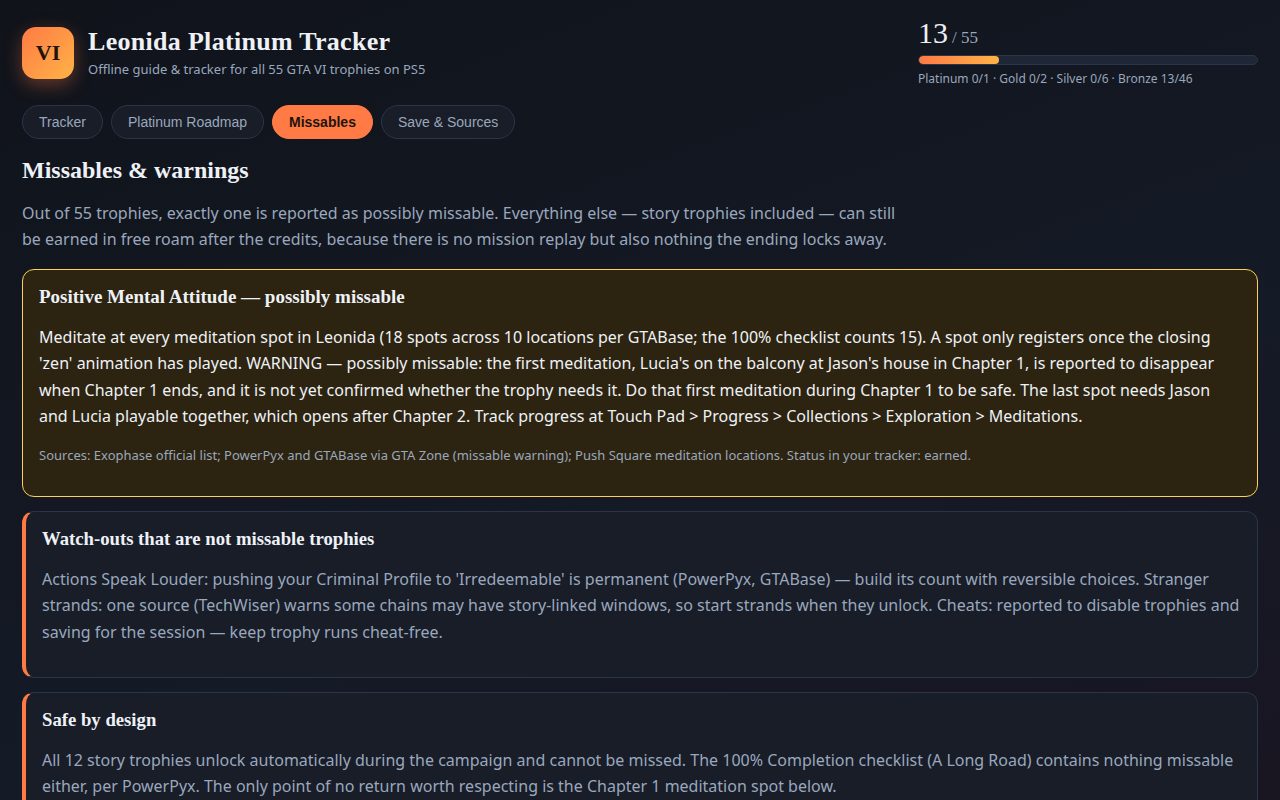 VI
Leonida Platinum Tracker
Offline guide & tracker for all 55 GTA VI trophies on PS5
13 / 55
Platinum 0/1 · Gold 0/2 · Silver 0/6 · Bronze 13/46
Tracker
Platinum Roadmap
Missables
Save & Sources
Missables & warnings
Out of 55 trophies, exactly one is reported as possibly missable. Everything else — story trophies included — can still
be earned in free roam after the credits, because there is no mission replay but also nothing the ending locks away.
Positive Mental Attitude — possibly missable
Meditate at every meditation spot in Leonida (18 spots across 10 locations per GTABase; the 100% checklist counts 15). A spot only registers once the closing
'zen' animation has played. WARNING — possibly missable: the first meditation, Lucia's on the balcony at Jason's house in Chapter 1, is reported to disappear
when Chapter 1 ends, and it is not yet confirmed whether the trophy needs it. Do that first meditation during Chapter 1 to be safe. The last spot needs Jason
and Lucia playable together, which opens after Chapter 2. Track progress at Touch Pad > Progress > Collections > Exploration > Meditations.
Sources: Exophase official list; PowerPyx and GTABase via GTA Zone (missable warning); Push Square meditation locations. Status in your tracker: earned.
Watch-outs that are not missable trophies
Actions Speak Louder: pushing your Criminal Profile to 'Irredeemable' is permanent (PowerPyx, GTABase) — build its count with reversible choices. Stranger
strands: one source (TechWiser) warns some chains may have story-linked windows, so start strands when they unlock. Cheats: reported to disable trophies and
saving for the session — keep trophy runs cheat-free.
Safe by design
All 12 story trophies unlock automatically during the campaign and cannot be missed. The 100% Completion checklist (A Long Road) contains nothing missable
either, per PowerPyx. The only point of no return worth respecting is the Chapter 1 meditation spot below.